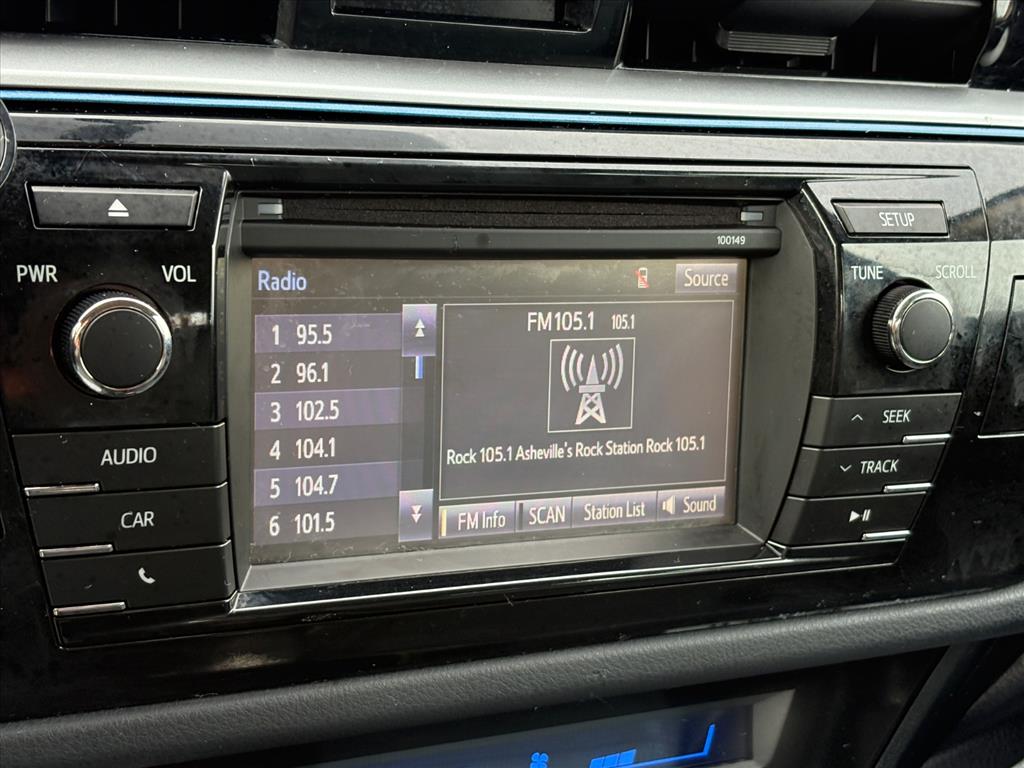 100149
SETUP
PWR VOL
TUNE SCROLL
Radio
Source
1 95.5
2 96.1
3 102.5
4 104.1
5 104.7
6 101.5
FM105.1 105.1
Rock 105.1 Asheville's Rock Station Rock 105.1
FM Info SCAN Station List Sound
AUDIO
CAR
SEEK
TRACK